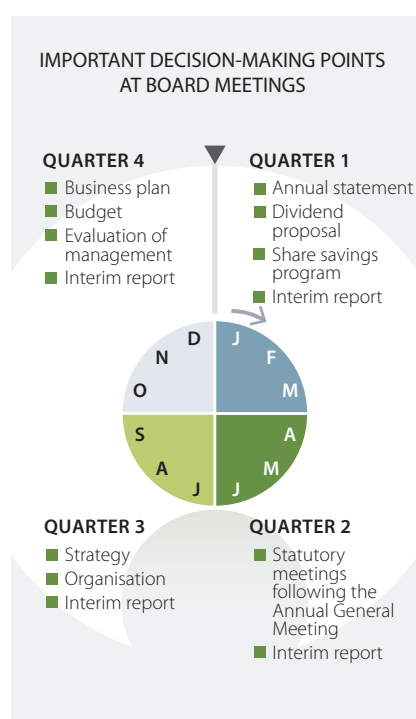 IMPORTANT DECISION-MAKING POINTS
AT BOARD MEETINGS
QUARTER 4
Business plan
Budget
Evaluation of
management
Interim report
QUARTER 1
Annual statement
Dividend
proposal
Share savings
program
Interim report
D
N
O
J
F
M
S
A
J
A
M
J
QUARTER 3
Strategy
Organisation
Interim report
QUARTER 2
Statutory
meetings
following the
Annual General
Meeting
Interim report